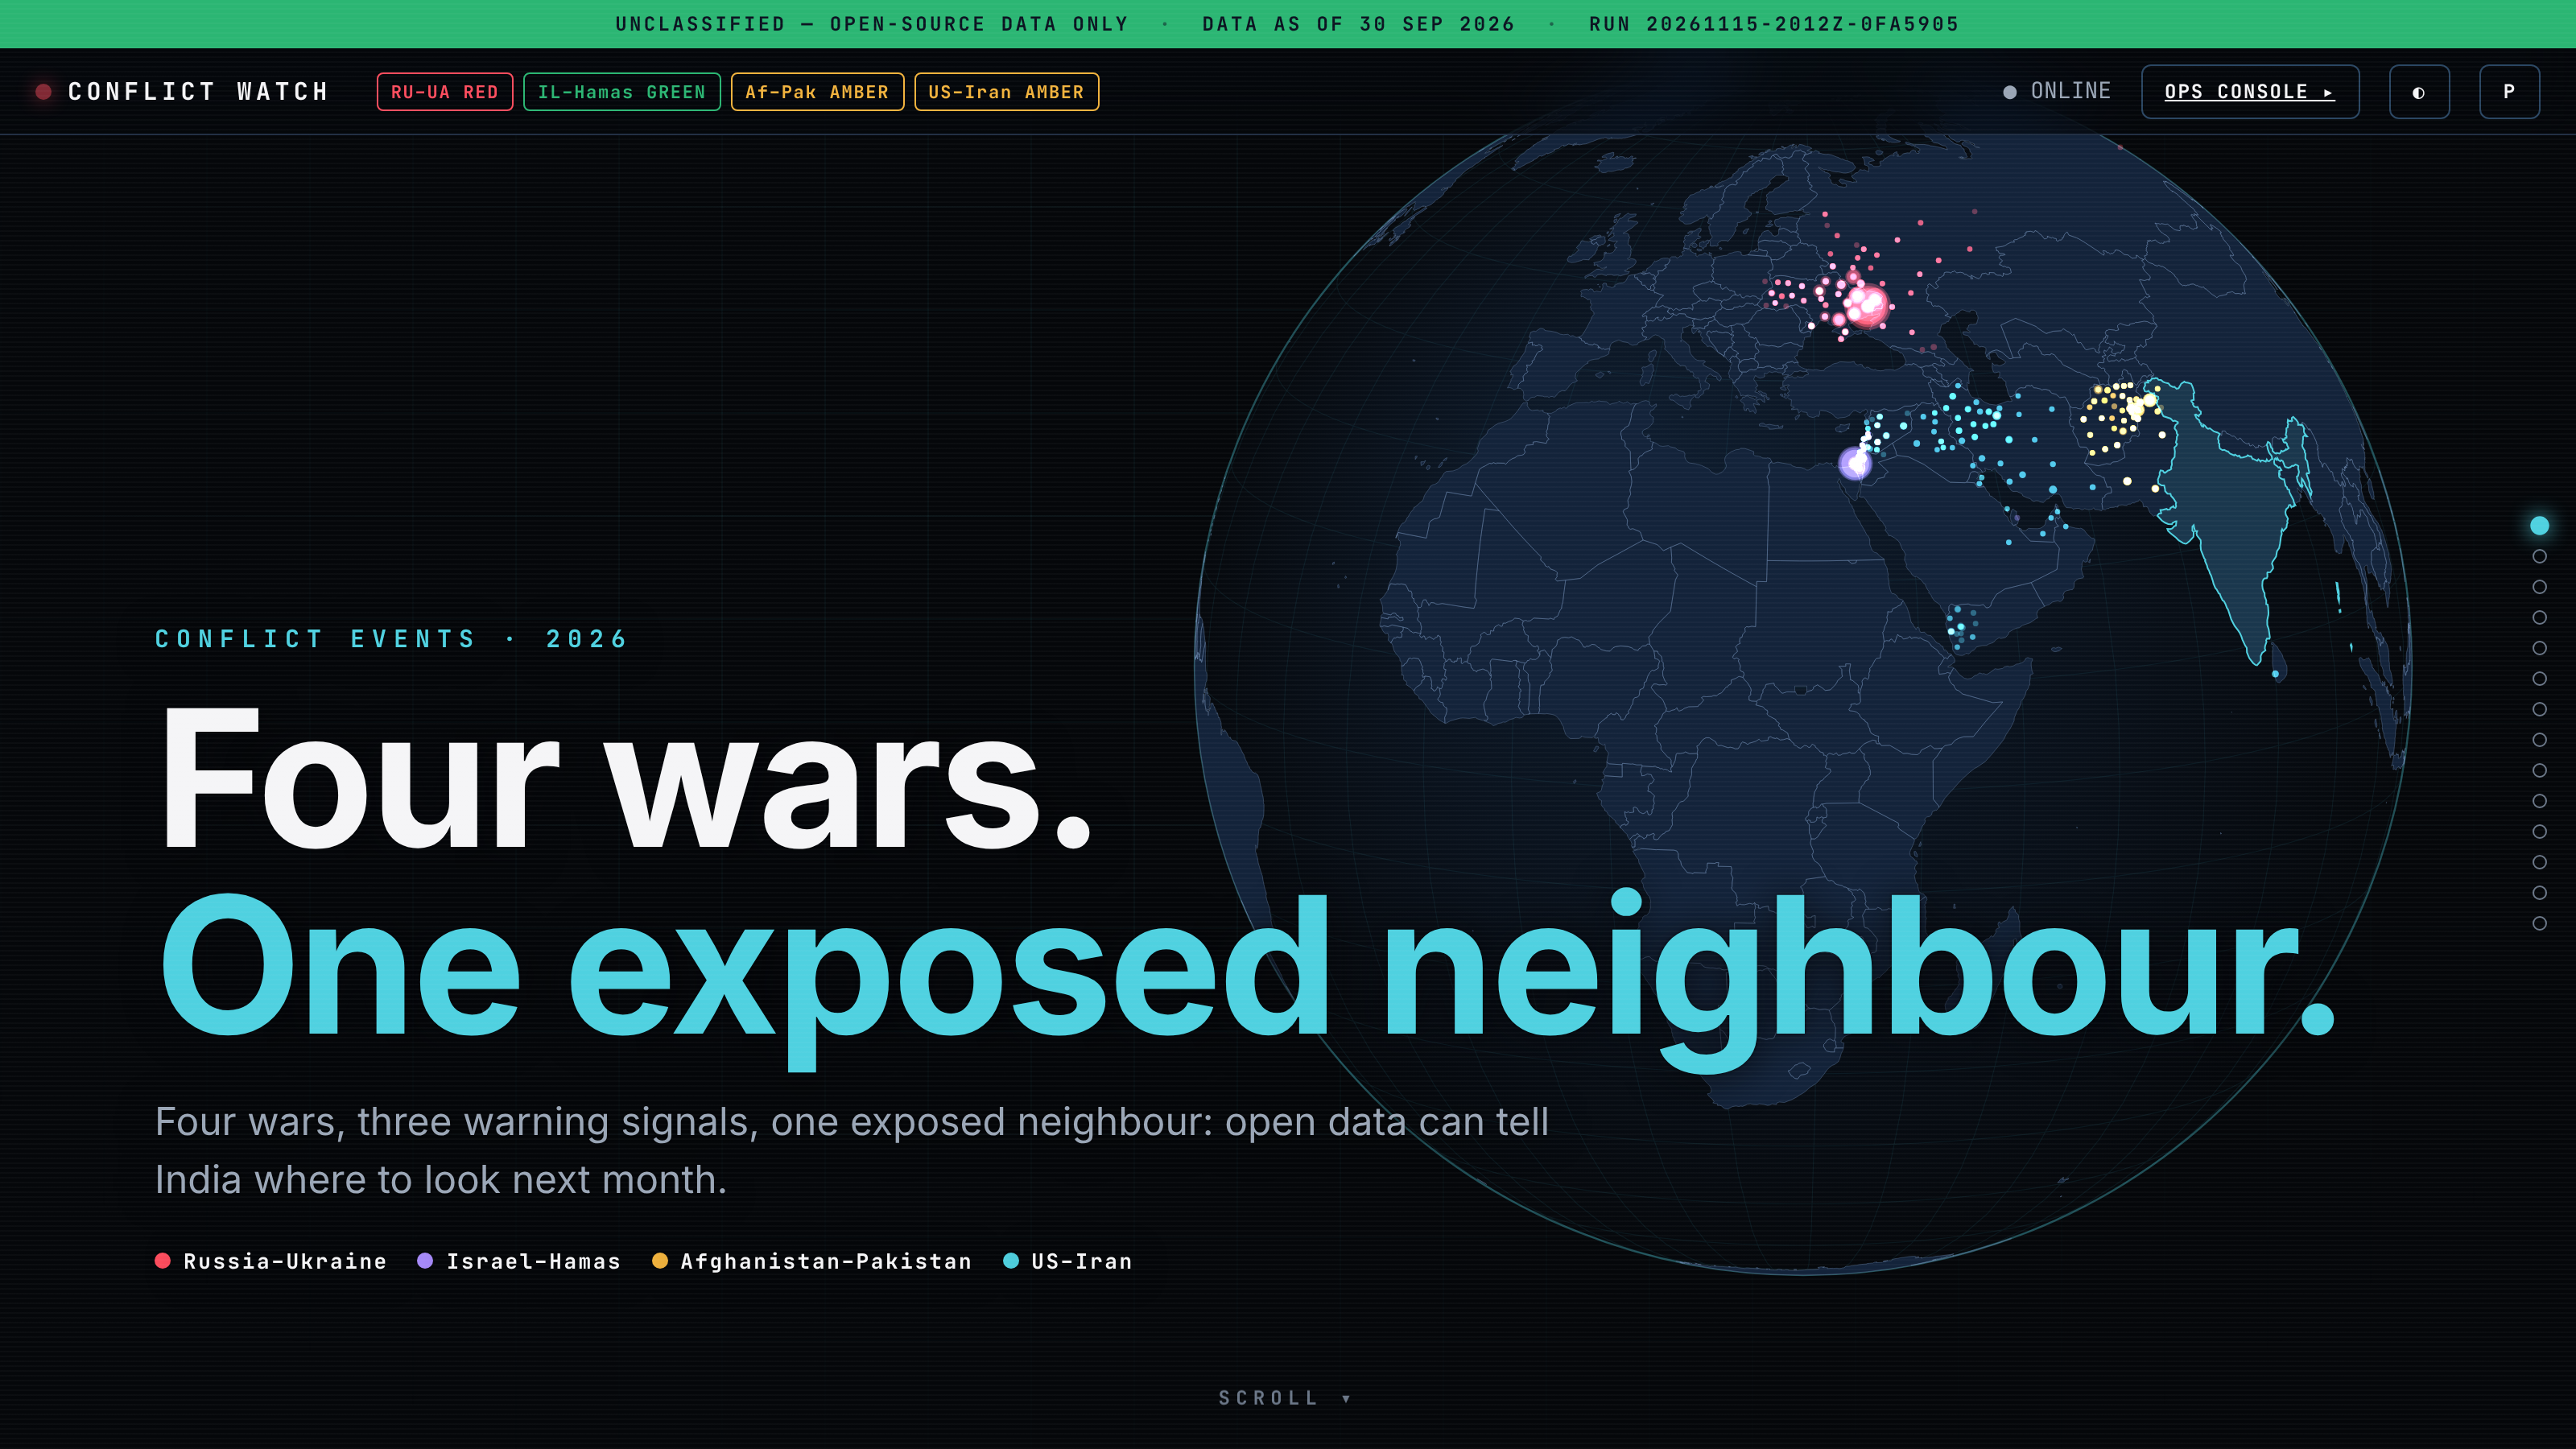 UNCLASSIFIED — OPEN-SOURCE DATA ONLY · DATA AS OF 30 SEP 2026 · RUN 20261115-2012Z-0FA5905
CONFLICT WATCH
RU-UA RED
IL-Hamas GREEN
Af-Pak AMBER
US-Iran AMBER
ONLINE
OPS CONSOLE ▸
◐
P
CONFLICT EVENTS · 2026
Four wars.
One exposed neighbour.
Four wars, three warning signals, one exposed neighbour: open data can tell
India where to look next month.
Russia-Ukraine
Israel-Hamas
Afghanistan-Pakistan
US-Iran
SCROLL ▾